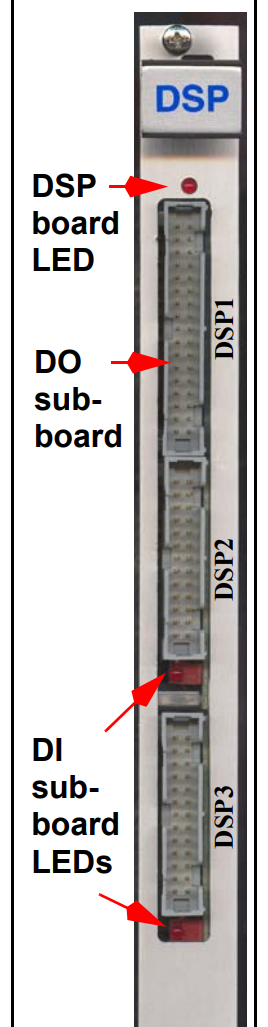 DSP
DSP
board
LED
DSP1
DO
sub-
board
DSP2
DI
sub-
board
LEDs
DSP3